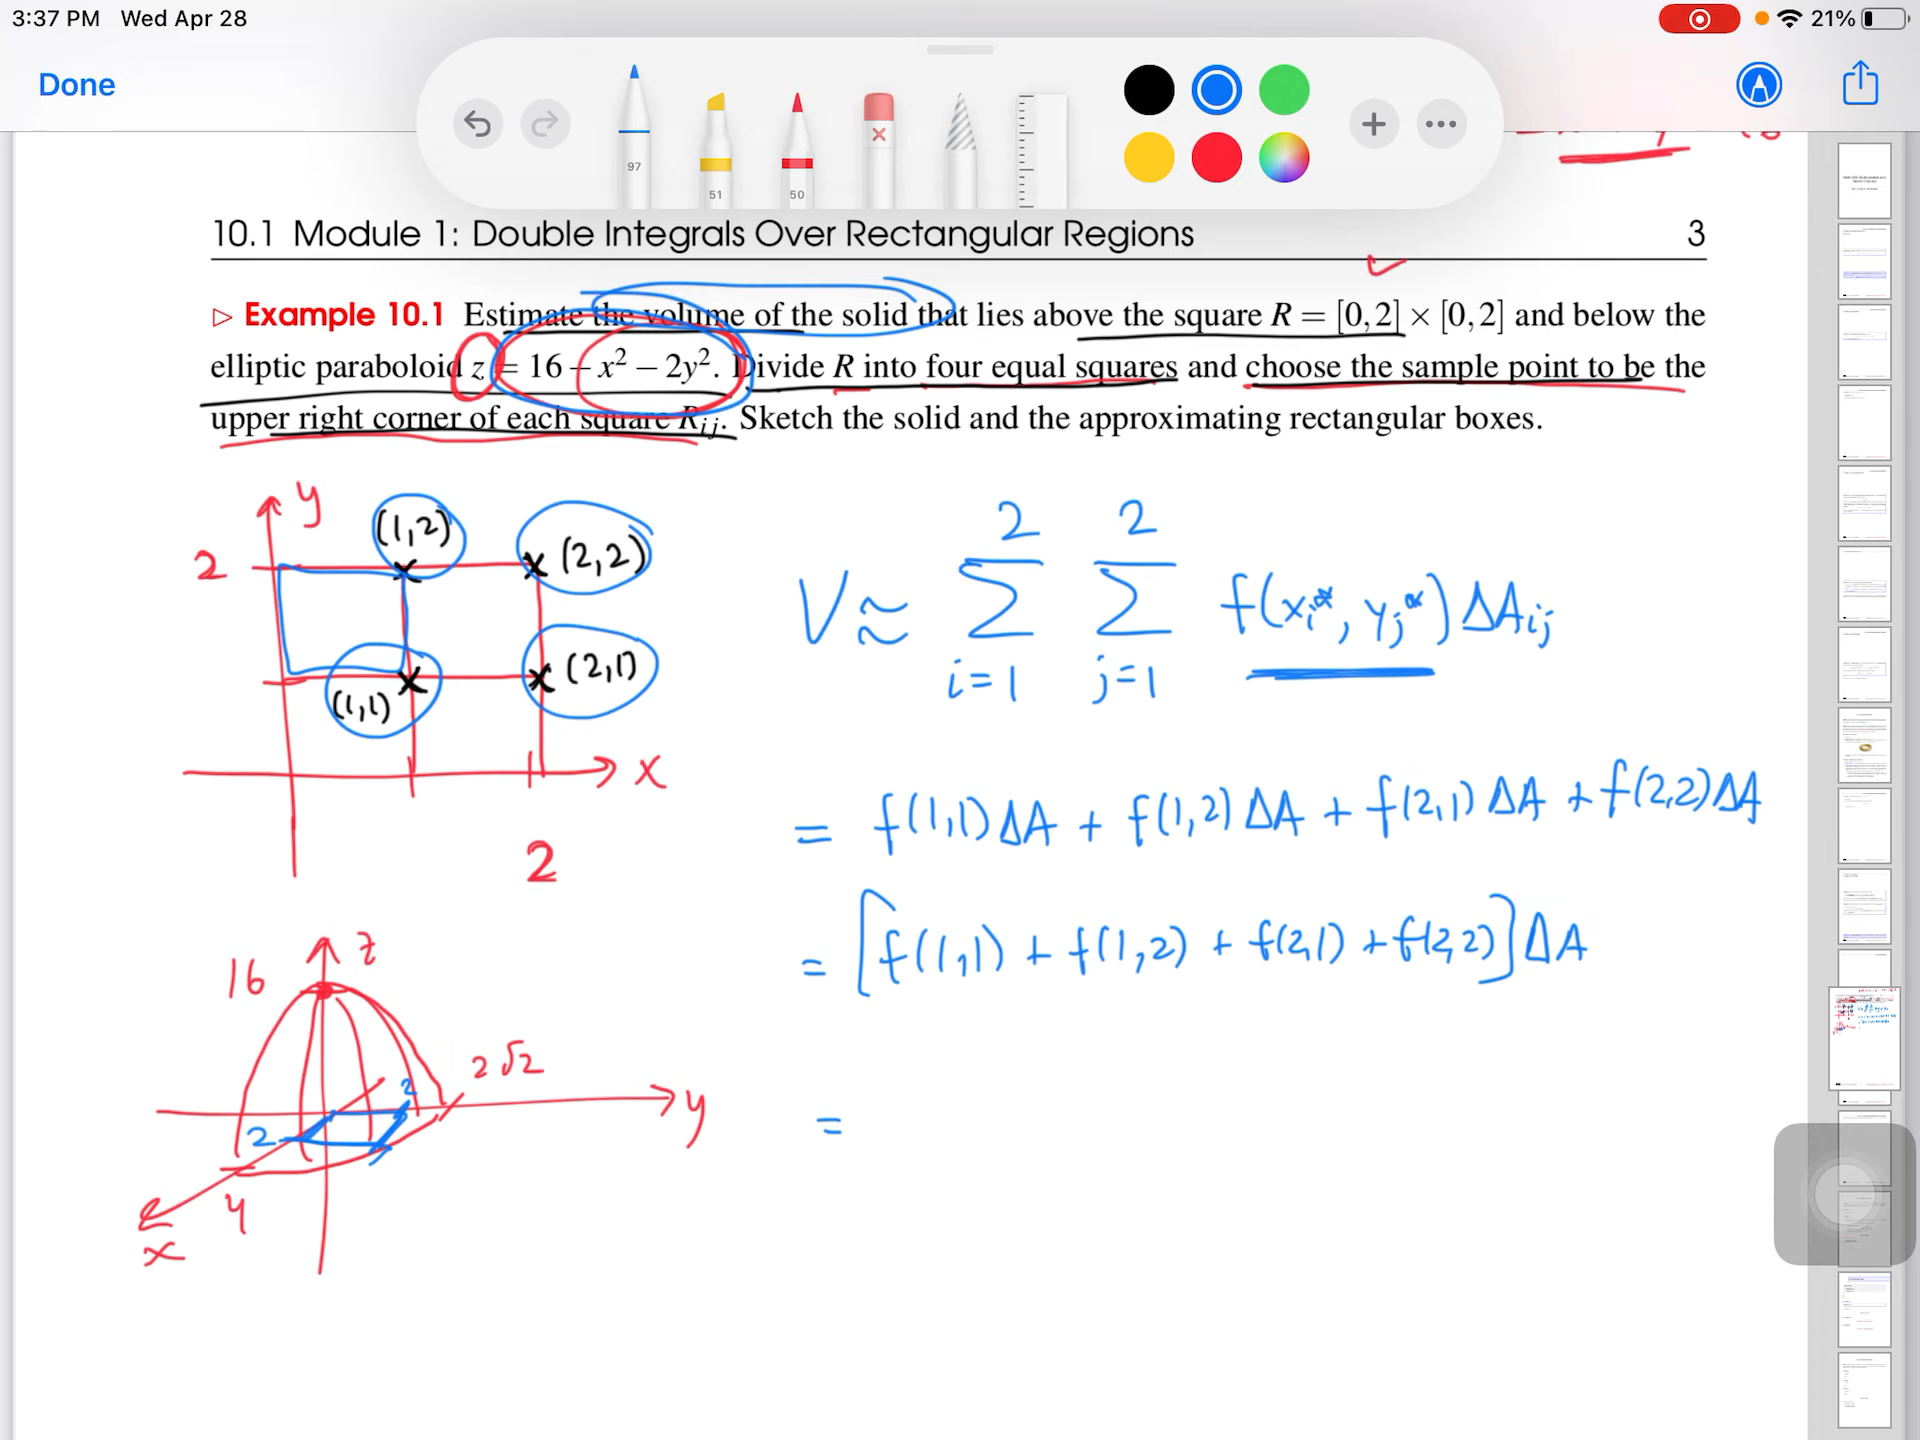 3:37 PM Wed Apr 28
21%
Done
97
51
50
10.1 Module 1: Double Integrals Over Rectangular Regions 3
▷ Example 10.1 Estimate the volume of the solid that lies above the square R = [0,2] × [0,2] and below the
elliptic paraboloid z = 16 − x² − 2y². Divide R into four equal squares and choose the sample point to be the
upper right corner of each square Rᵢⱼ. Sketch the solid and the approximating rectangular boxes.
y
2
(1,2)
(2,2)
(1,1)
(2,1)
x
2
V ≈ 2∑i=1 2∑j=1 f(xᵢ*, yⱼ*) ΔAᵢⱼ
= f(1,1) ΔA + f(1,2) ΔA + f(2,1) ΔA + f(2,2) ΔA
= [f(1,1) + f(1,2) + f(2,1) + f(2,2)] ΔA
=
16
z
2√2
2
y
2
4
x